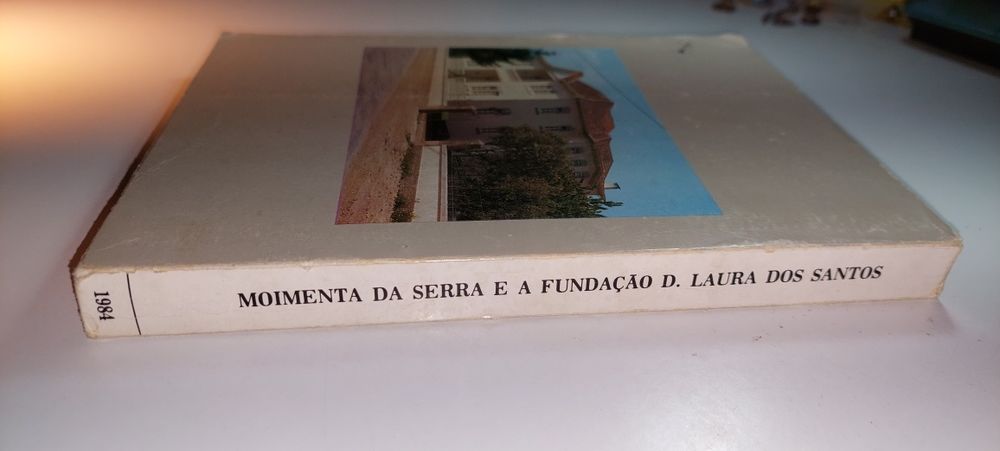 MOIMENTA DA SERRA E A FUNDAÇÃO D. LAURA DOS SANTOS
1984